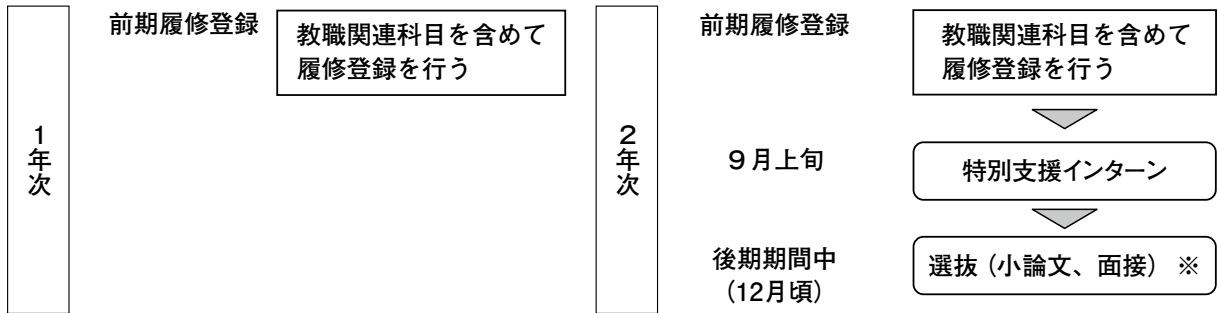 1年次
前期履修登録
教職関連科目を含めて
履修登録を行う
2年次
前期履修登録
教職関連科目を含めて
履修登録を行う
9月上旬
特別支援インターン
後期期間中
(12月頃)
選抜(小論文、面接) ※